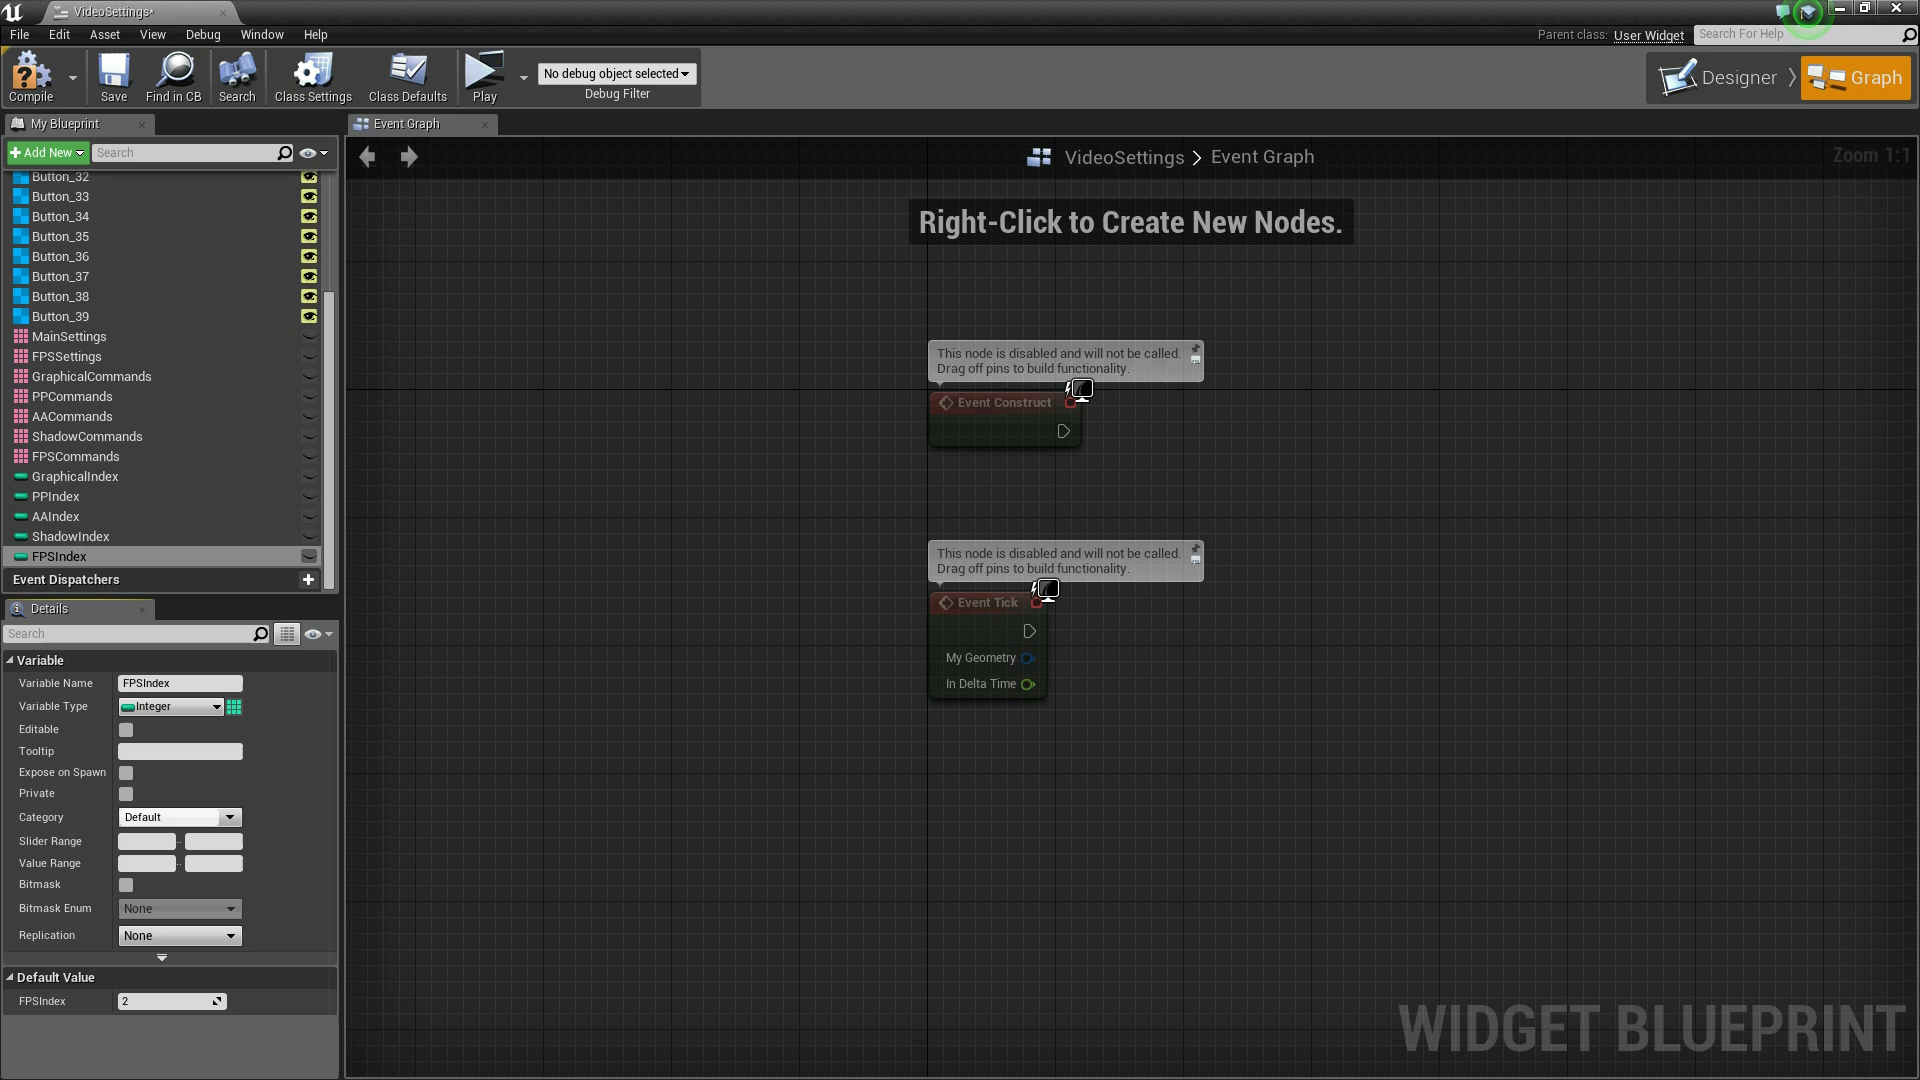 VideoSettings*
File Edit Asset View Debug Window Help
Parent class: User Widget
Search For Help
Compile
Save
Find in CB
Search
Class Settings
Class Defaults
Play
No debug object selected
Debug Filter
Designer
Graph
My Blueprint
Event Graph
Add New
Search
VideoSettings > Event Graph
Zoom 1:1
Button_32
Button_33
Button_34
Button_35
Button_36
Button_37
Button_38
Button_39
MainSettings
FPSSettings
GraphicalCommands
PPCommands
AACommands
ShadowCommands
FPSCommands
GraphicalIndex
PPIndex
AAIndex
ShadowIndex
FPSIndex
Event Dispatchers
Right-Click to Create New Nodes.
This node is disabled and will not be called.
Drag off pins to build functionality.
Event Construct
This node is disabled and will not be called.
Drag off pins to build functionality.
Event Tick
My Geometry
In Delta Time
Details
Search
Variable
Variable Name FPSIndex
Variable Type Integer
Editable
Tooltip
Expose on Spawn
Private
Category Default
Slider Range
Value Range
Bitmask
Bitmask Enum None
Replication None
Default Value
FPSIndex 2
WIDGET BLUEPRINT